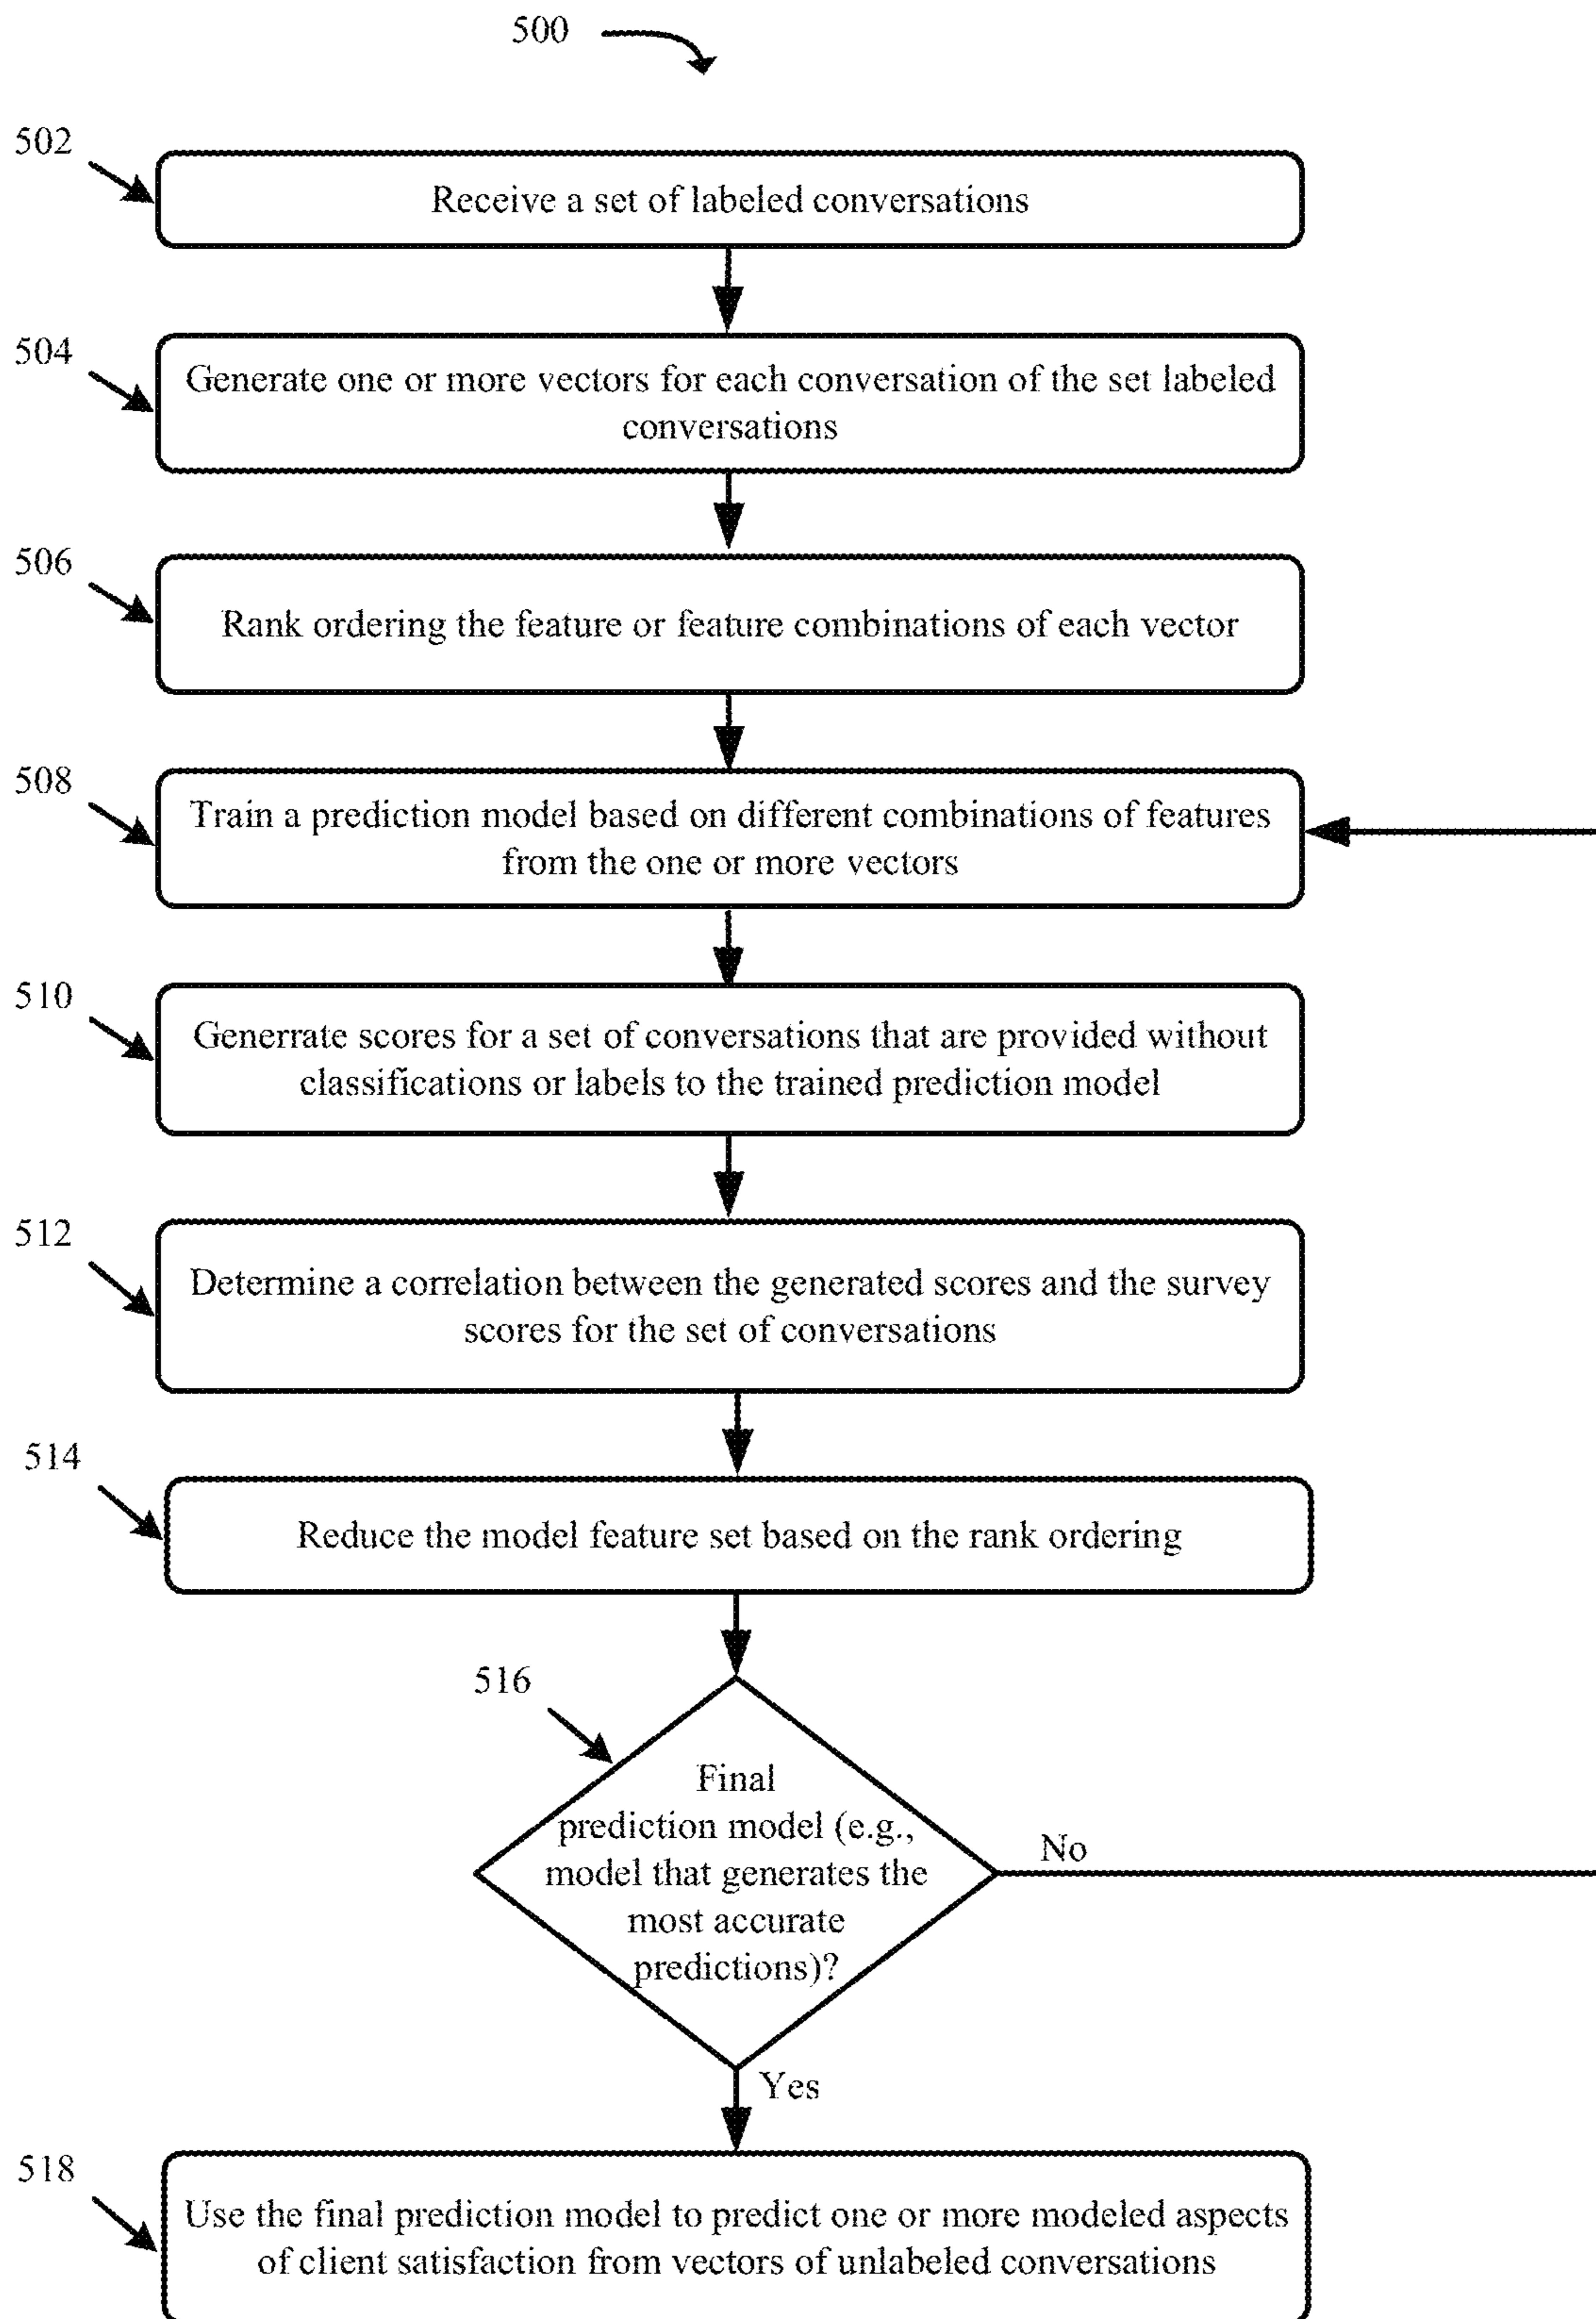 500
502
Receive a set of labeled conversations
504
Generate one or more vectors for each conversation of the set labeled
conversations
506
Rank ordering the feature or feature combinations of each vector
508
Train a prediction model based on different combinations of features
from the one or more vectors
510
Generrate scores for a set of conversations that are provided without
classifications or labels to the trained prediction model
512
Determine a correlation between the generated scores and the survey
scores for the set of conversations
514
Reduce the model feature set based on the rank ordering
516
Final
prediction model (e.g.,
model that generates the
most accurate
predictions)?
No
Yes
518
Use the final prediction model to predict one or more modeled aspects
of client satisfaction from vectors of unlabeled conversations